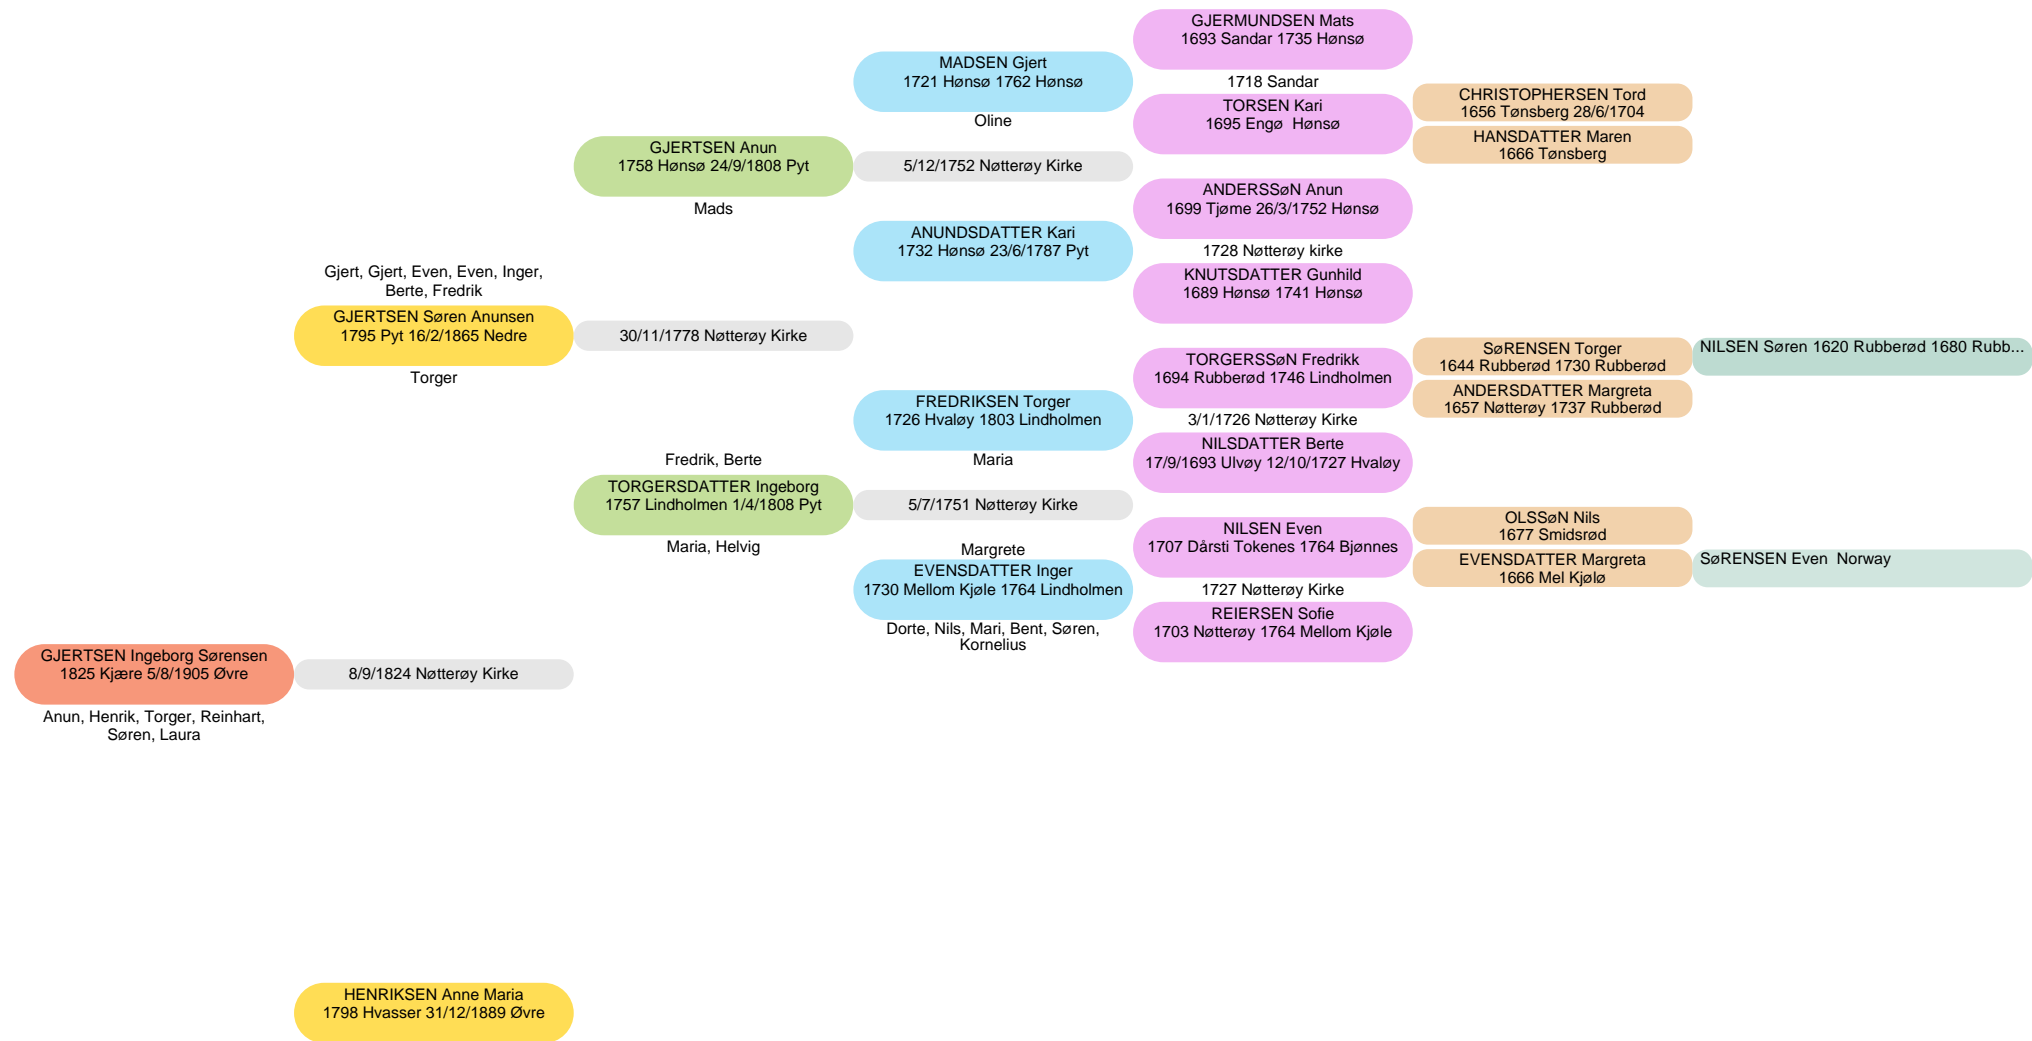 GJERMUNDSEN Mats
1693 Sandar 1735 Hønsø
MADSEN Gjert
1721 Hønsø 1762 Hønsø
1718 Sandar
CHRISTOPHERSEN Tord
1656 Tønsberg 28/6/1704
TORSEN Kari
1695 Engø  Hønsø
Oline
HANSDATTER Maren
1666 Tønsberg
GJERTSEN Anun
1758 Hønsø 24/9/1808 Pyt
5/12/1752 Nøtterøy Kirke
ANDERSSøN Anun
1699 Tjøme 26/3/1752 Hønsø
Mads
ANUNDSDATTER Kari
1732 Hønsø 23/6/1787 Pyt
1728 Nøtterøy kirke
Gjert, Gjert, Even, Even, Inger,
Berte, Fredrik
KNUTSDATTER Gunhild
1689 Hønsø 1741 Hønsø
GJERTSEN Søren Anunsen
1795 Pyt 16/2/1865 Nedre
30/11/1778 Nøtterøy Kirke
Torger
TORGERSSøN Fredrikk
1694 Rubberød 1746 Lindholmen
SøRENSEN Torger
1644 Rubberød 1730 Rubberød
NILSEN Søren 1620 Rubberød 1680 Rubb...
ANDERSDATTER Margreta
1657 Nøtterøy 1737 Rubberød
FREDRIKSEN Torger
1726 Hvaløy 1803 Lindholmen
3/1/1726 Nøtterøy Kirke
NILSDATTER Berte
17/9/1693 Ulvøy 12/10/1727 Hvaløy
Fredrik, Berte
Maria
TORGERSDATTER Ingeborg
1757 Lindholmen 1/4/1808 Pyt
5/7/1751 Nøtterøy Kirke
Maria, Helvig
NILSEN Even
1707 Dårsti Tokenes 1764 Bjønnes
OLSSøN Nils
1677 Smidsrød
Margrete
EVENSDATTER Inger
1730 Mellom Kjøle 1764 Lindholmen
EVENSDATTER Margreta
1666 Mel Kjølø
SøRENSEN Even  Norway
1727 Nøtterøy Kirke
REIERSEN Sofie
1703 Nøtterøy 1764 Mellom Kjøle
Dorte, Nils, Mari, Bent, Søren,
Kornelius
GJERTSEN Ingeborg Sørensen
1825 Kjære 5/8/1905 Øvre
8/9/1824 Nøtterøy Kirke
Anun, Henrik, Torger, Reinhart,
Søren, Laura
HENRIKSEN Anne Maria
1798 Hvasser 31/12/1889 Øvre